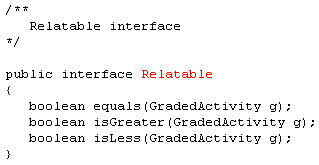 /**
   Relatable interface
*/

public interface Relatable
{
   boolean equals(GradedActivity g);
   boolean isGreater(GradedActivity g);
   boolean isLess(GradedActivity g);
}